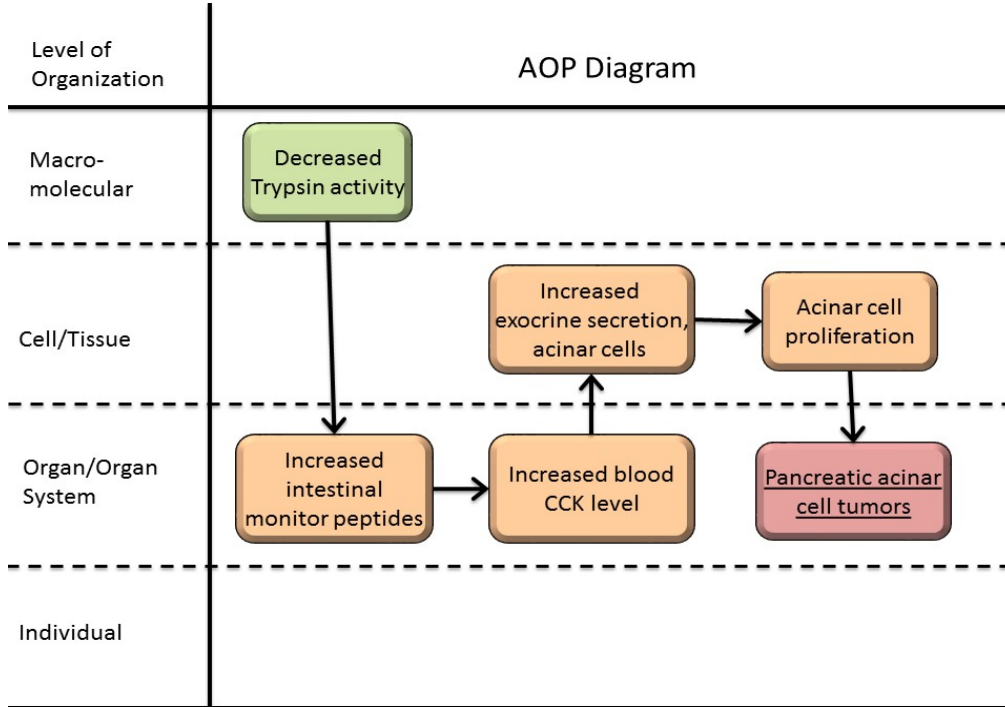 Level of
Organization
AOP Diagram
Macro-
molecular
Decreased
Trypsin activity
Cell/Tissue
Increased
exocrine secretion,
acinar cells
Acinar cell
proliferation
Organ/Organ
System
Increased
intestinal
monitor peptides
Increased blood
CCK level
Pancreatic acinar
cell tumors
Individual